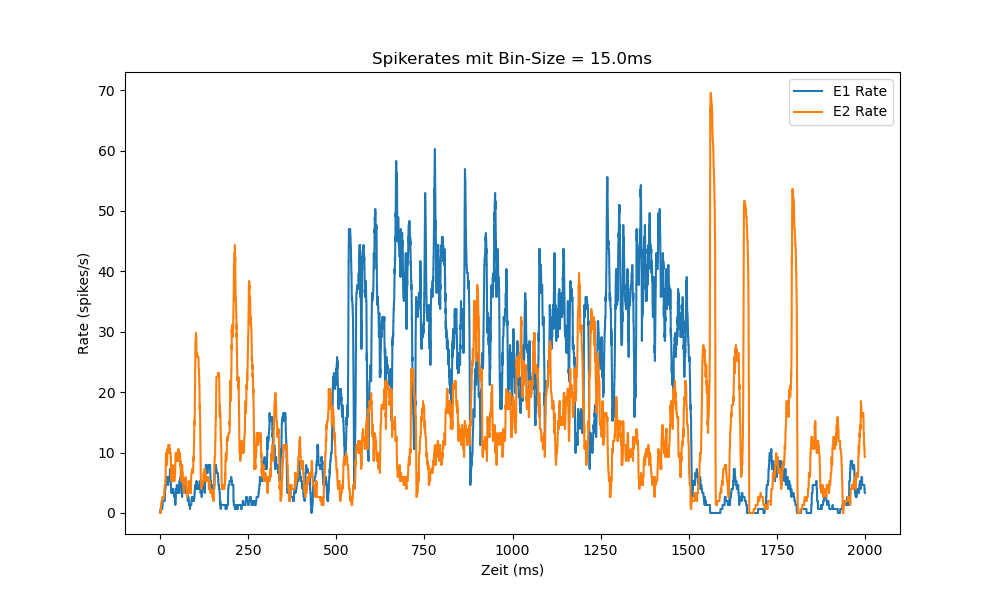 Spikerates mit Bin-Size = 15.0ms
E1 Rate
E2 Rate
Rate (spikes/s)
70
60
50
40
30
20
10
0
0 250 500 750 1000 1250 1500 1750 2000
Zeit (ms)